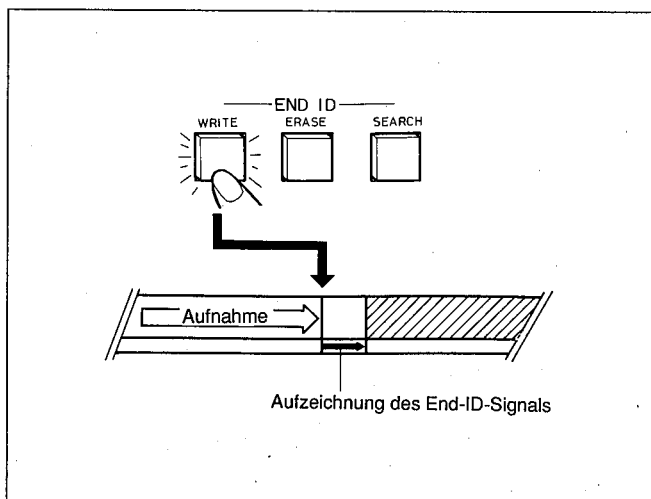 END ID
WRITE ERASE SEARCH
Aufnahme
Aufzeichnung des End-ID-Signals